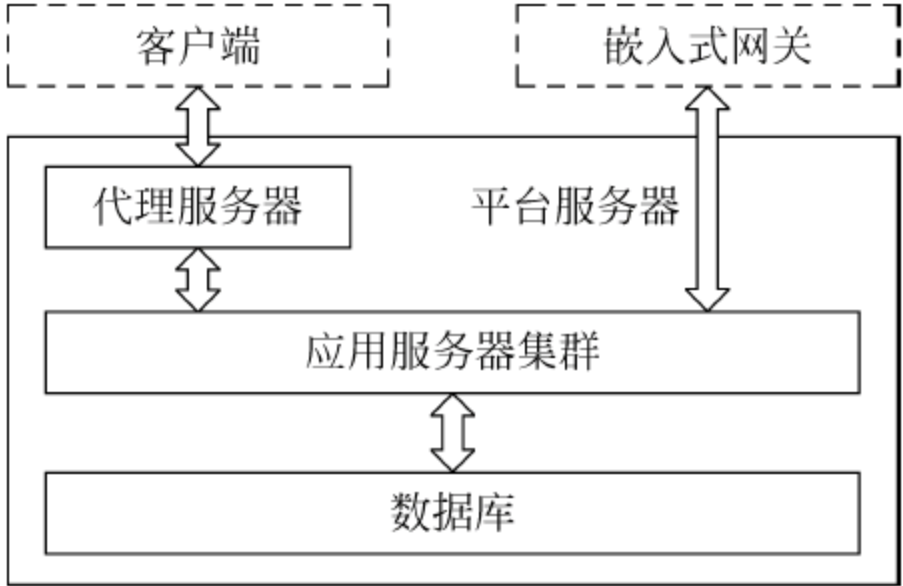 客户端
嵌入式网关
代理服务器
平台服务器
应用服务器集群
数据库